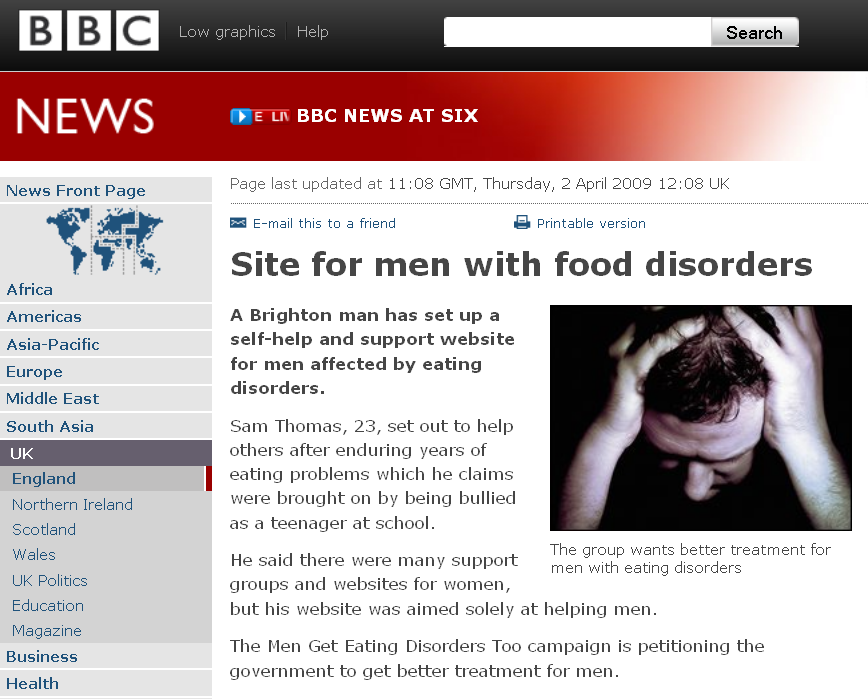 BBC Low graphics Help Search
NEWS
E LIV BBC NEWS AT SIX
News Front Page
Africa
Americas
Asia-Pacific
Europe
Middle East
South Asia
UK
England
Northern Ireland
Scotland
Wales
UK Politics
Education
Magazine
Business
Health
Page last updated at 11:08 GMT, Thursday, 2 April 2009 12:08 UK
E-mail this to a friend Printable version
Site for men with food disorders
A Brighton man has set up a
self-help and support website
for men affected by eating
disorders.
Sam Thomas, 23, set out to help
others after enduring years of
eating problems which he claims
were brought on by being bullied
as a teenager at school.
The group wants better treatment for
men with eating disorders
He said there were many support
groups and websites for women,
but his website was aimed solely at helping men.
The Men Get Eating Disorders Too campaign is petitioning the
government to get better treatment for men.